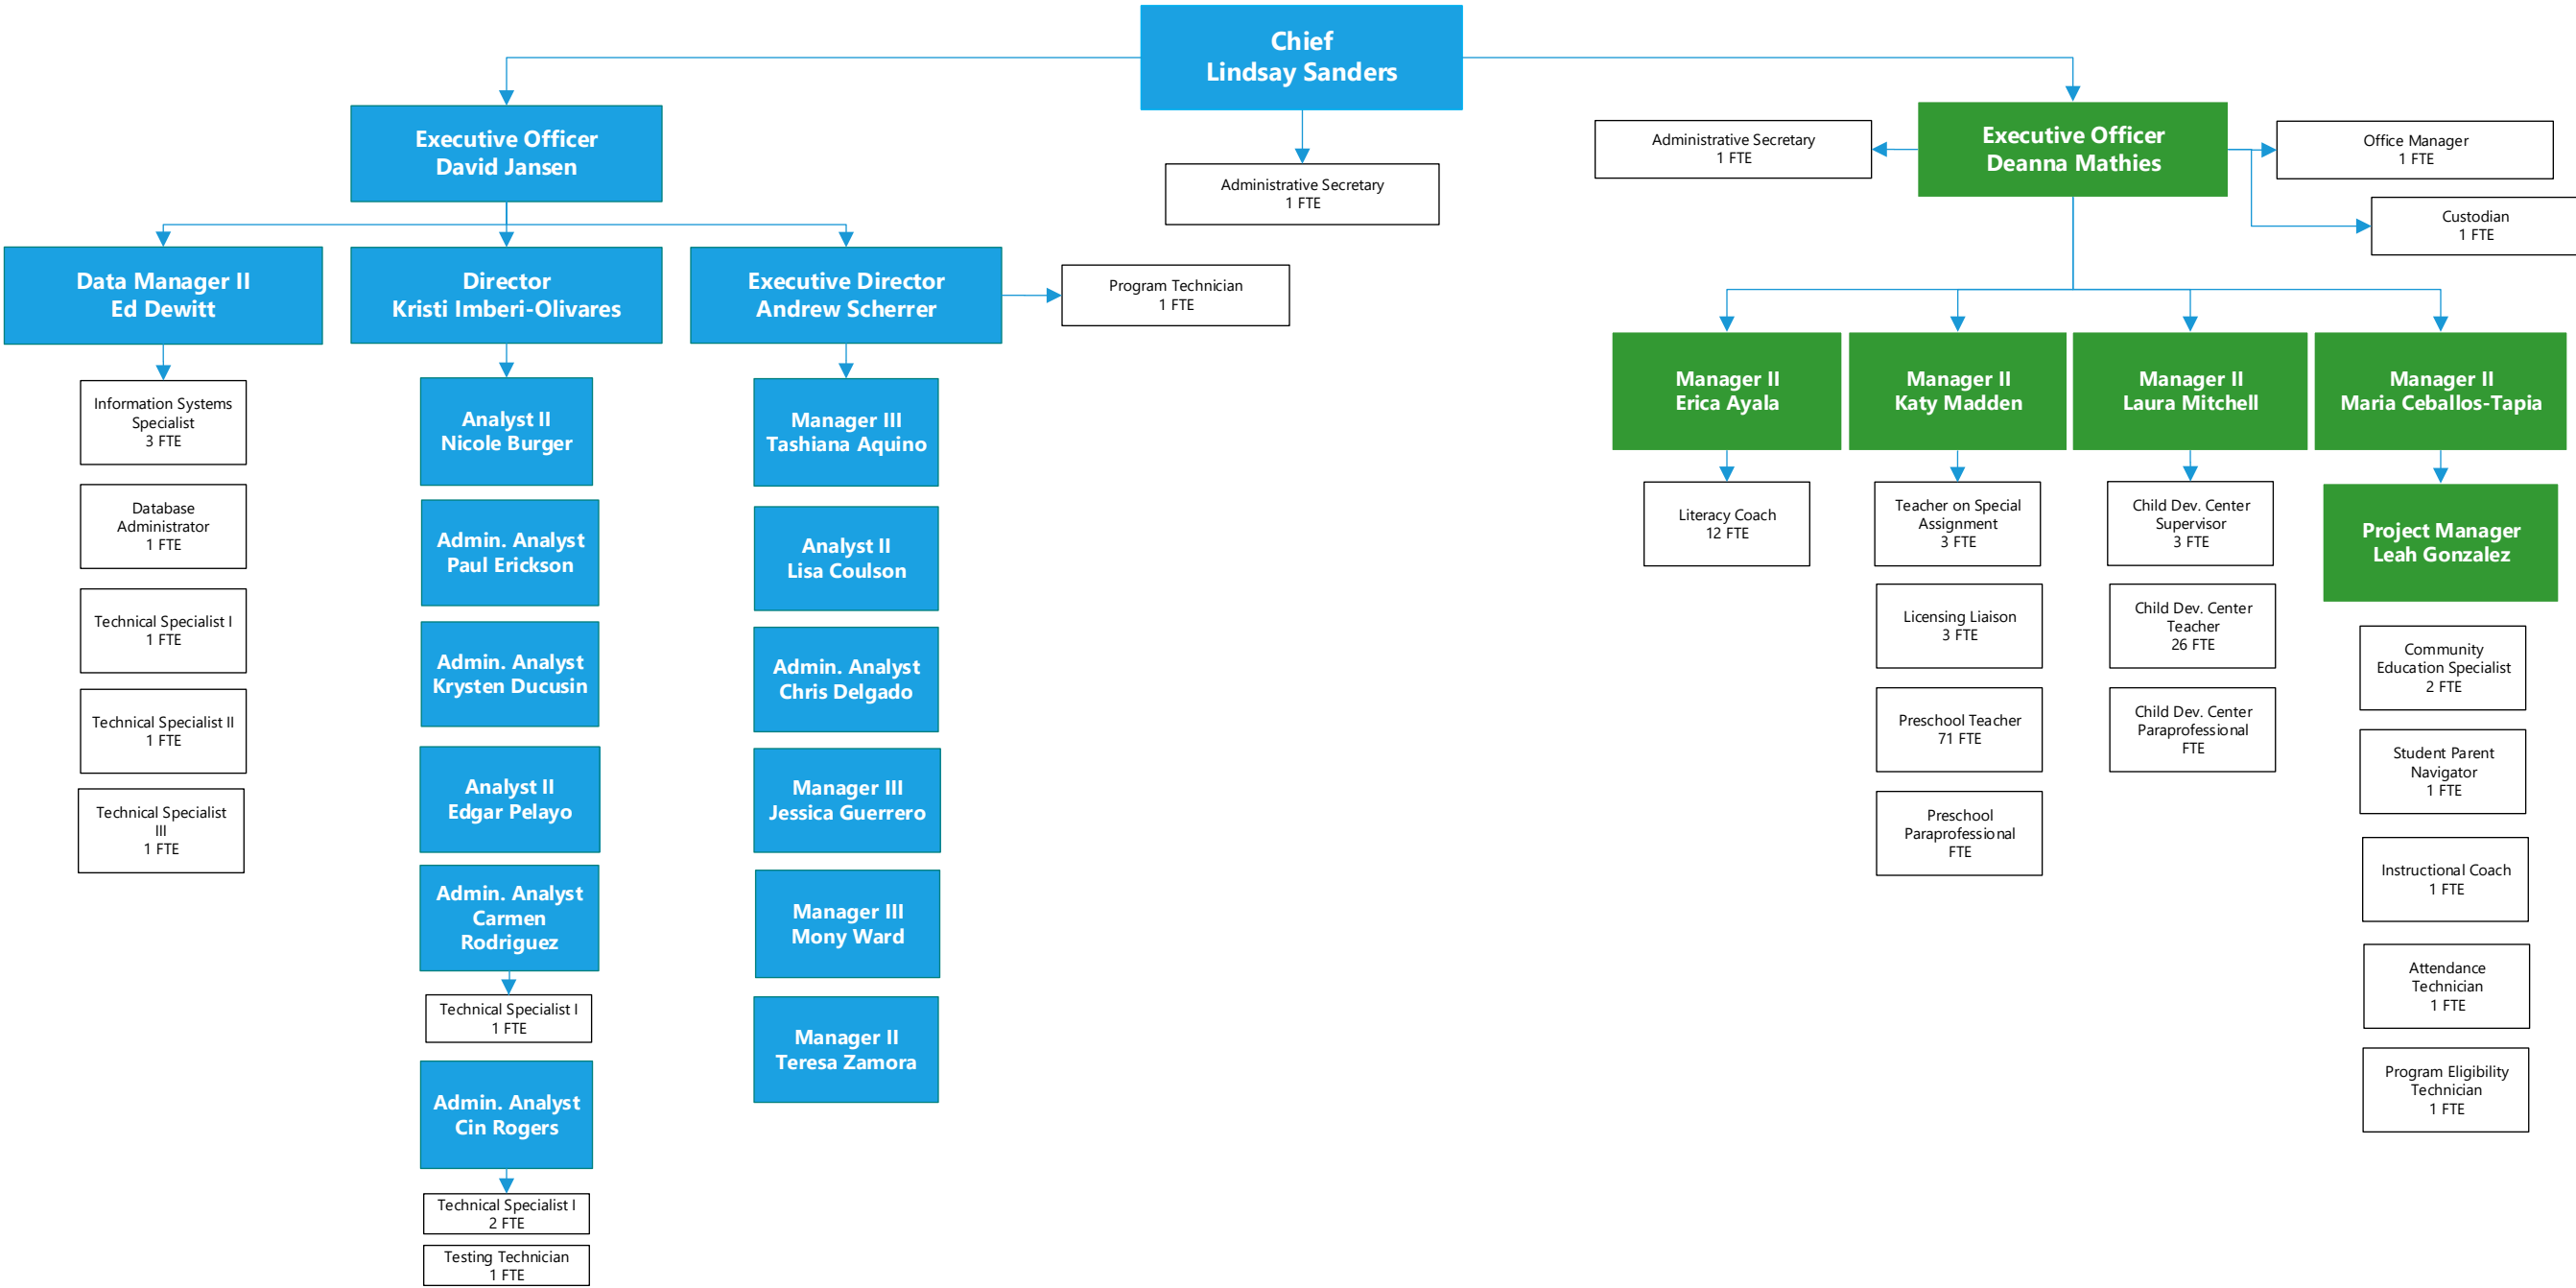 Chief
Lindsay Sanders
Executive Officer
David Jansen
Administrative Secretary
1 FTE
Administrative Secretary
1 FTE
Executive Officer
Deanna Mathies
Office Manager
1 FTE
Custodian
1 FTE
Data Manager II
Ed Dewitt
Director
Kristi Imberi-Olivares
Executive Director
Andrew Scherrer
Program Technician
1 FTE
Information Systems
Specialist
3 FTE
Database
Administrator
1 FTE
Technical Specialist I
1 FTE
Technical Specialist II
1 FTE
Technical Specialist
III
1 FTE
Analyst II
Nicole Burger
Admin. Analyst
Paul Erickson
Admin. Analyst
Krysten Ducusin
Analyst II
Edgar Pelayo
Admin. Analyst
Carmen
Rodriguez
Technical Specialist I
1 FTE
Admin. Analyst
Cin Rogers
Technical Specialist I
2 FTE
Testing Technician
1 FTE
Manager III
Tashiana Aquino
Analyst II
Lisa Coulson
Admin. Analyst
Chris Delgado
Manager III
Jessica Guerrero
Manager III
Mony Ward
Manager II
Teresa Zamora
Manager II
Erica Ayala
Literacy Coach
12 FTE
Manager II
Katy Madden
Teacher on Special
Assignment
3 FTE
Licensing Liaison
3 FTE
Preschool Teacher
71 FTE
Preschool
Paraprofessional
FTE
Manager II
Laura Mitchell
Child Dev. Center
Supervisor
3 FTE
Child Dev. Center
Teacher
26 FTE
Child Dev. Center
Paraprofessional
FTE
Manager II
Maria Ceballos-Tapia
Project Manager
Leah Gonzalez
Community
Education Specialist
2 FTE
Student Parent
Navigator
1 FTE
Instructional Coach
1 FTE
Attendance
Technician
1 FTE
Program Eligibility
Technician
1 FTE